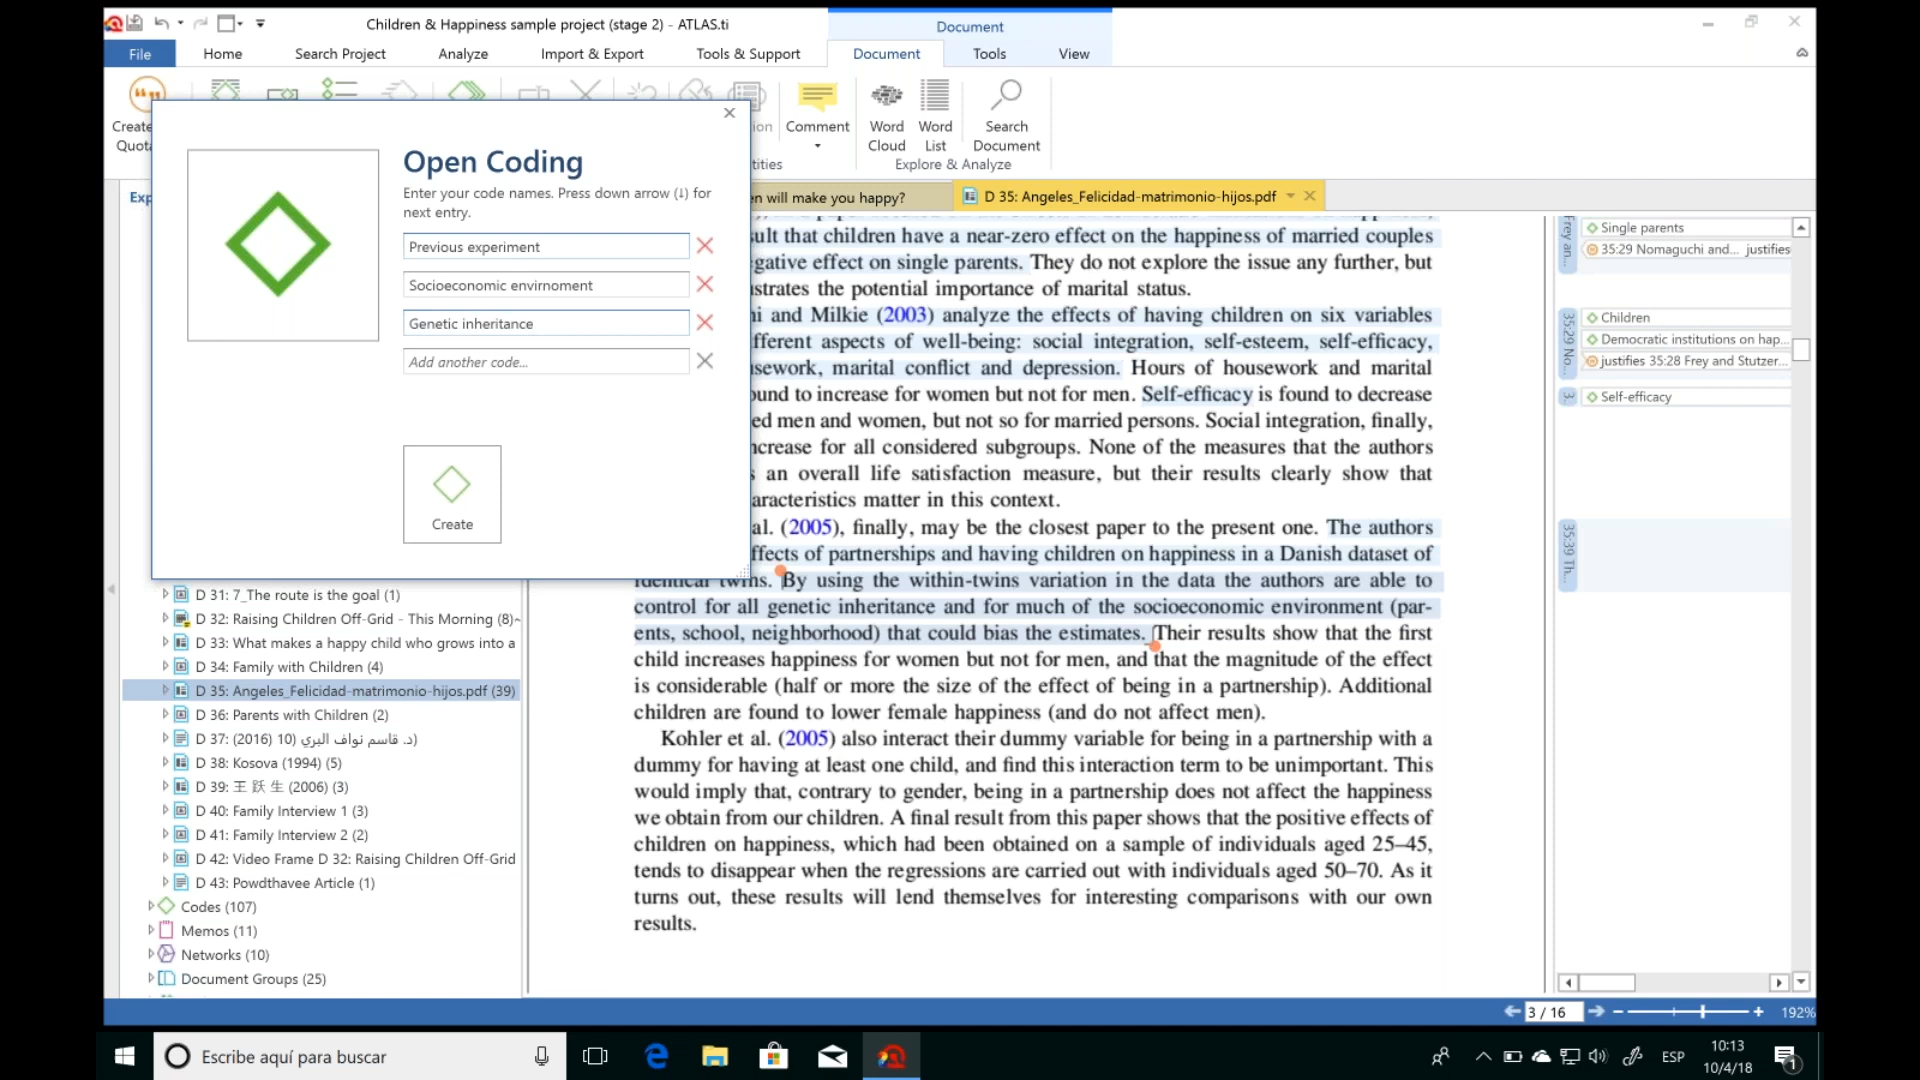 Children & Happiness sample project (stage 2) - ATLAS.ti
Document
File
Home
Search Project
Analyze
Import & Export
Tools & Support
Document
Tools
View
Create
Comment
Word Cloud
Word List
Search Document
Explore & Analyze
Open Coding
Enter your code names. Press down arrow (↓) for
next entry.
Previous experiment
Socioeconomic envirnoment
Genetic inheritance
Add another code...
Create
en will make you happy?
D 35: Angeles_Felicidad-matrimonio-hijos.pdf
sult that children have a near-zero effect on the happiness of married couples
gative effect on single parents. They do not explore the issue any further, but
strates the potential importance of marital status.
i and Milkie (2003) analyze the effects of having children on six variables
fferent aspects of well-being: social integration, self-esteem, self-efficacy,
sework, marital conflict and depression. Hours of housework and marital
ound to increase for women but not for men. Self-efficacy is found to decrease
ed men and women, but not so for married persons. Social integration, finally,
ncrease for all considered subgroups. None of the measures that the authors
s an overall life satisfaction measure, but their results clearly show that
aracteristics matter in this context.
al. (2005), finally, may be the closest paper to the present one. The authors
ffects of partnerships and having children on happiness in a Danish dataset of
identical twins. By using the within-twins variation in the data the authors are able to
control for all genetic inheritance and for much of the socioeconomic environment (par-
ents, school, neighborhood) that could bias the estimates. Their results show that the first
child increases happiness for women but not for men, and that the magnitude of the effect
is considerable (half or more the size of the effect of being in a partnership). Additional
children are found to lower female happiness (and do not affect men).
Kohler et al. (2005) also interact their dummy variable for being in a partnership with a
dummy for having at least one child, and find this interaction term to be unimportant. This
would imply that, contrary to gender, being in a partnership does not affect the happiness
we obtain from our children. A final result from this paper shows that the positive effects of
children on happiness, which had been obtained on a sample of individuals aged 25–45,
tends to disappear when the regressions are carried out with individuals aged 50–70. As it
turns out, these results will lend themselves for interesting comparisons with our own
results.
Frey an...
Single parents
35:29 Nomaguchi and... justifies
35:29 No...
Children
Democratic institutions on hap...
justifies 35:28 Frey and Stutzer...
Self-efficacy
35:39 Th...
D 31: 7_The route is the goal (1)
D 32: Raising Children Off-Grid - This Morning (8)~
D 33: What makes a happy child who grows into a
D 34: Family with Children (4)
D 35: Angeles_Felicidad-matrimonio-hijos.pdf (39)
D 36: Parents with Children (2)
D 37: (2016) د. قاسم نواف البري (10)
D 38: Kosova (1994) (5)
D 39: 王 跃 生 (2006) (3)
D 40: Family Interview 1 (3)
D 41: Family Interview 2 (2)
D 42: Video Frame D 32: Raising Children Off-Grid
D 43: Powdthavee Article (1)
Codes (107)
Memos (11)
Networks (10)
Document Groups (25)
3 / 16
192%
Escribe aquí para buscar
ESP
10:13
10/4/18
1